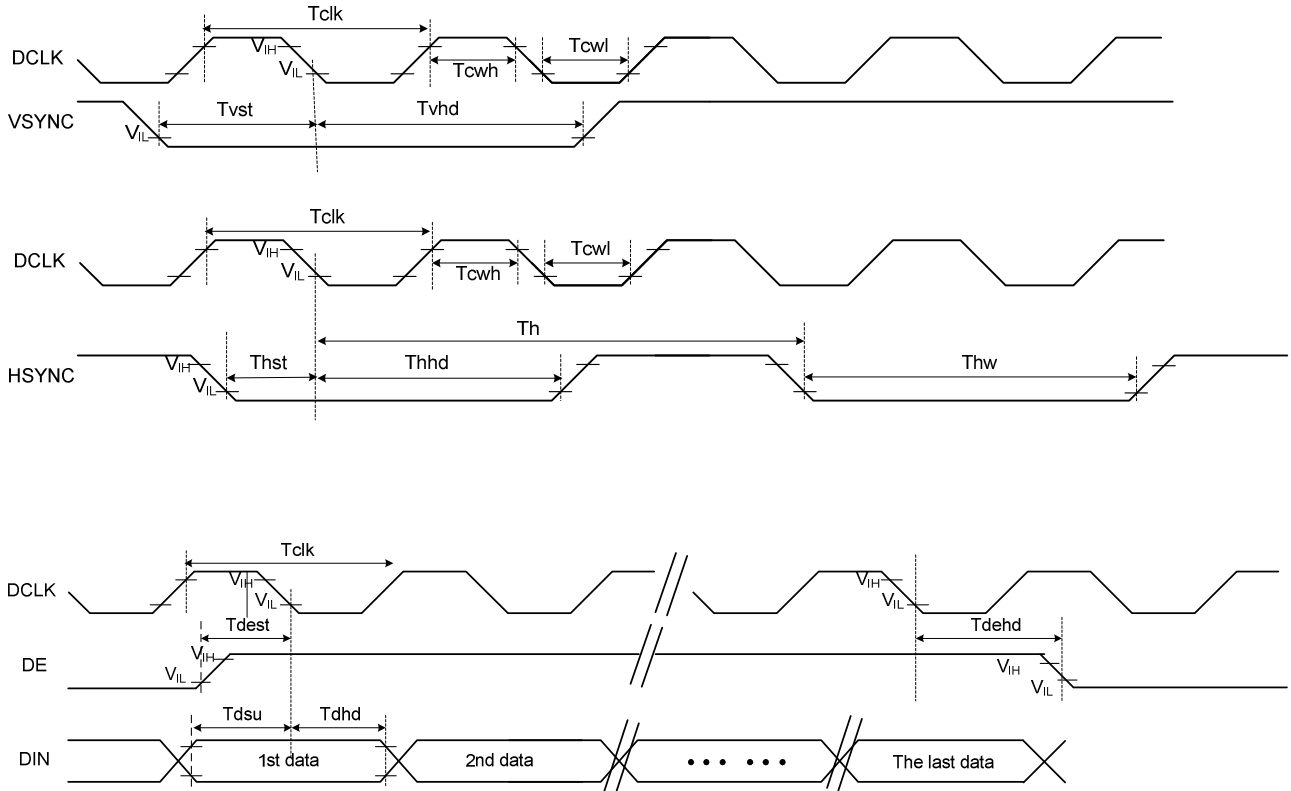 Tclk
DCLK
VIH
VIL
Tcwh
Tcwl
VSYNC
VIL
Tvst
Tvhd
Tclk
DCLK
VIH
VIL
Tcwh
Tcwl
Th
HSYNC
VIH
VIL
Thst
Thhd
Thw
Tclk
DCLK
VIH
VIL
VIH
VIL
Tdest
Tdehd
DE
VIH
VIL
VIH
VIL
Tdsu
Tdhd
DIN
1st data
2nd data
••• •••
The last data